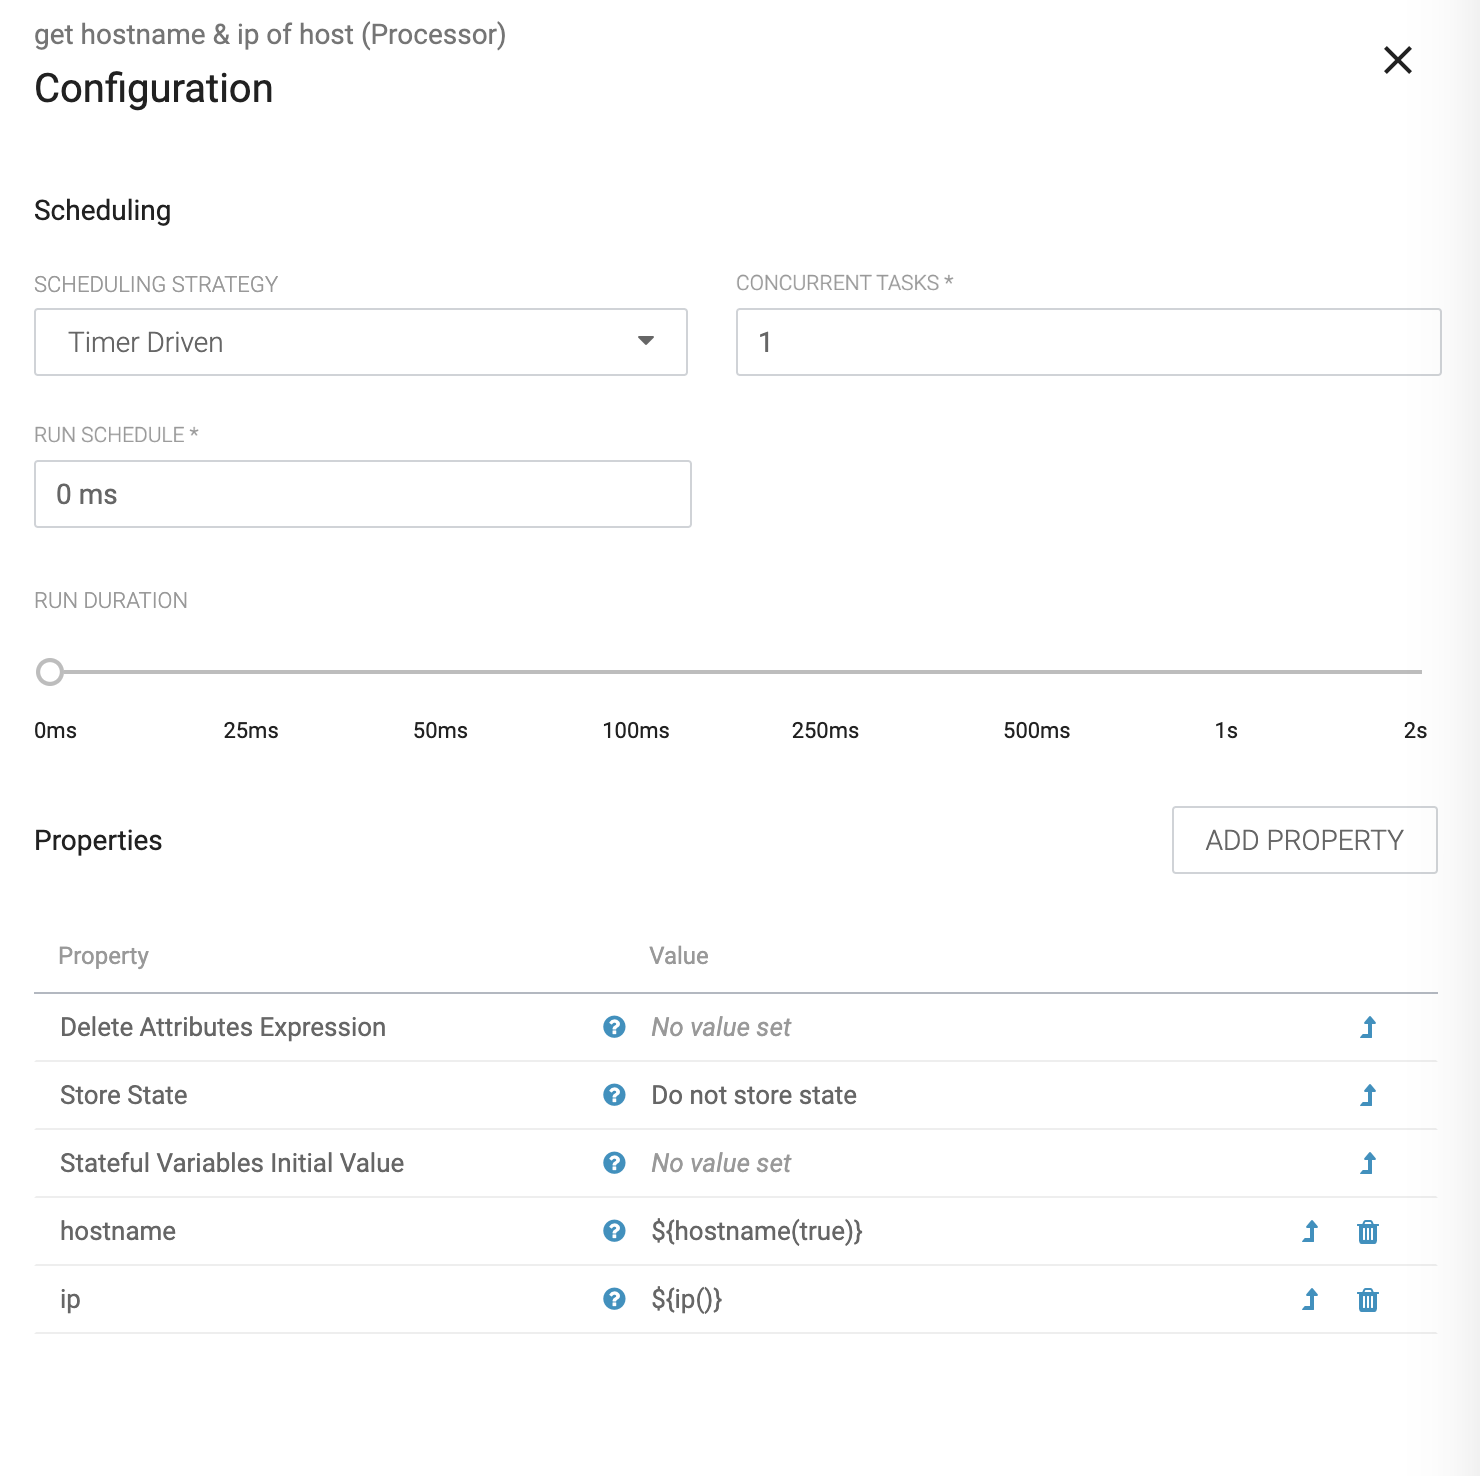 get hostname & ip of host (Processor)
Configuration
Scheduling
SCHEDULING STRATEGY
CONCURRENT TASKS *
Timer Driven
1
RUN SCHEDULE *
0 ms
RUN DURATION
0ms 25ms 50ms 100ms 250ms 500ms 1s 2s
Properties
ADD PROPERTY
Property Value
Delete Attributes Expression ? No value set
Store State ? Do not store state
Stateful Variables Initial Value ? No value set
hostname ? ${hostname(true)}
ip ? ${ip()}